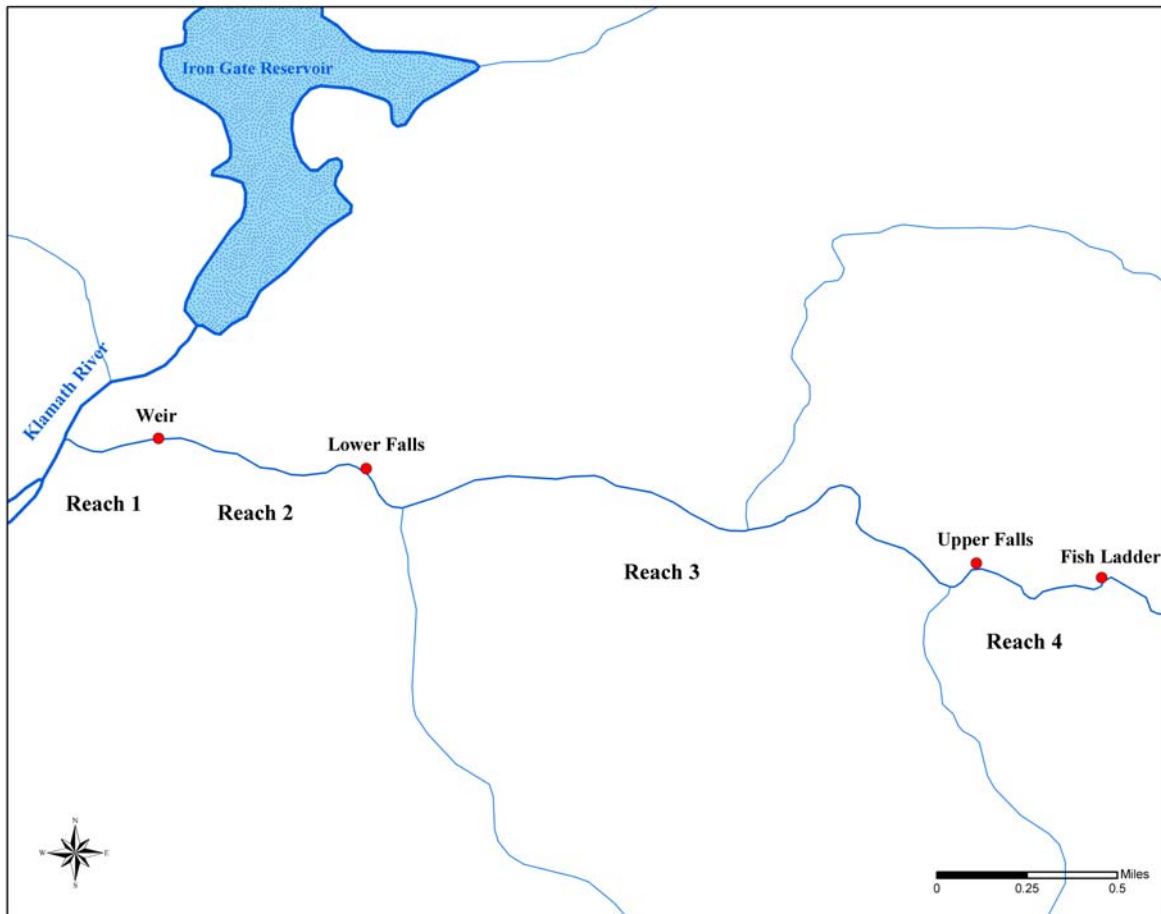 Iron Gate Reservoir
Klamath River
Weir
Lower Falls
Reach 1
Reach 2
Upper Falls
Fish Ladder
Reach 3
Reach 4
N
W
E
S
Miles
0
0.25
0.5